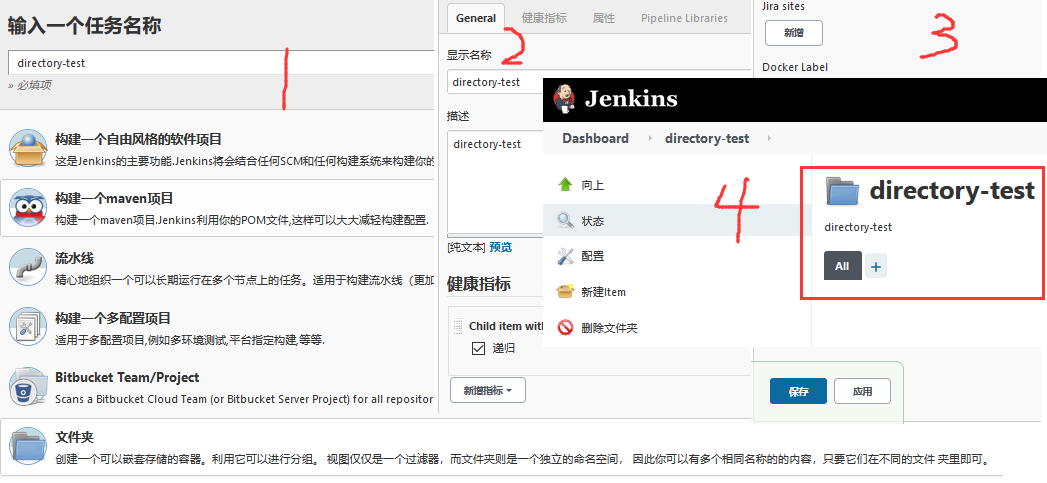 输入一个任务名称
directory-test
» 必填项
1
构建一个自由风格的软件项目
这是Jenkins的主要功能.Jenkins将会结合任何SCM和任何构建系统来构建你的
构建一个maven项目
构建一个maven项目.Jenkins利用你的POM文件,这样可以大大减轻构建配置.
流水线
精心地组织一个可以长期运行在多个节点上的任务。适用于构建流水线（更加
构建一个多配置项目
适用于多配置项目,例如多环境测试,平台指定构建,等等.
Bitbucket Team/Project
Scans a Bitbucket Cloud Team (or Bitbucket Server Project) for all repositor
文件夹
创建一个可以嵌套存储的容器。利用它可以进行分组。 视图仅仅是一个过滤器，而文件夹则是一个独立的命名空间， 因此你可以有多个相同名称的的内容，只要它们在不同的文件 夹里即可。
General 健康指标 属性 Pipeline Libraries
2
显示名称
directory-test
描述
directory-test
[纯文本] 预览
健康指标
Child item with
递归
新增指标
Jira sites
新增
3
Docker Label
Jenkins
Dashboard directory-test
向上
状态
配置
新建Item
删除文件夹
4
directory-test
directory-test
All +
保存 应用